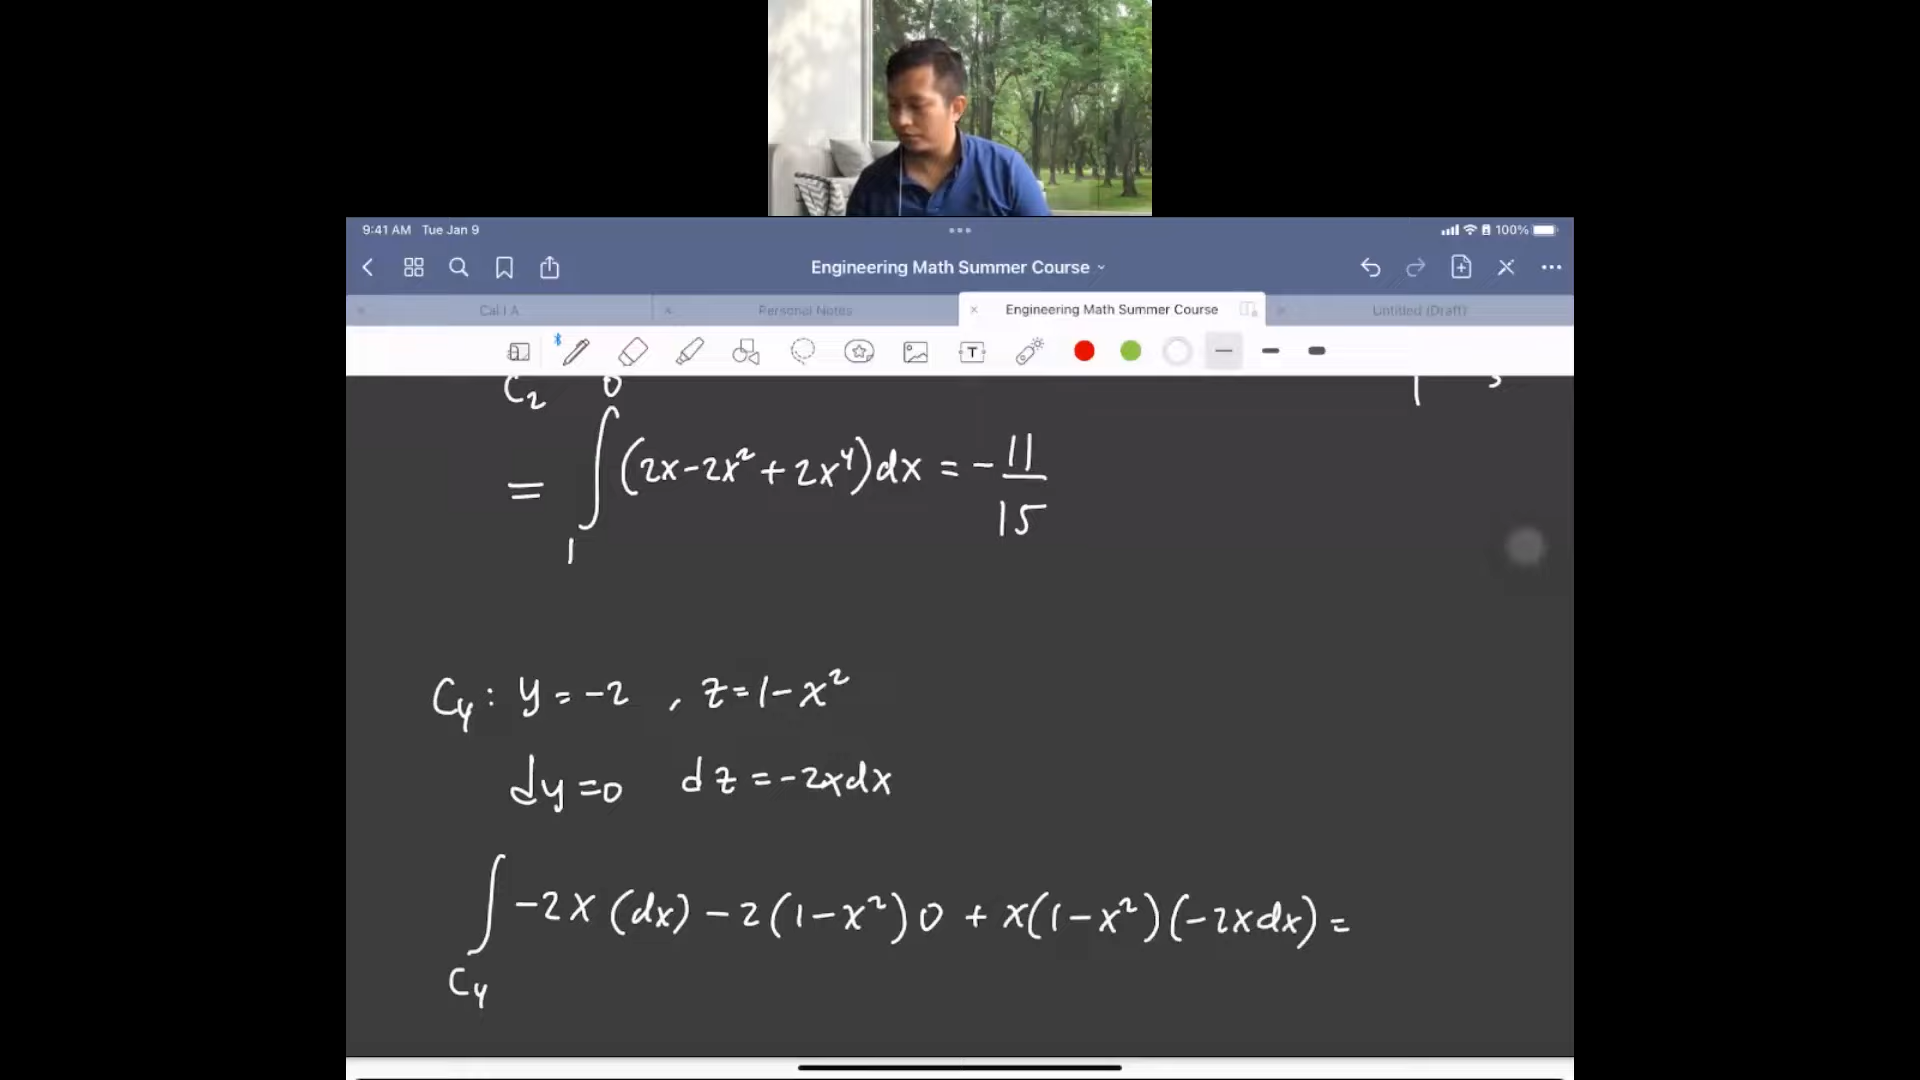 9:41 AM Tue Jan 9
100%
Engineering Math Summer Course
Cal I A
Personal Notes
Engineering Math Summer Course
Untitled (Draft)
T
C₂ 0
= ∫ (2x-2x²+2x⁴)dx = -11/15
1
C₄: y = -2 , z=1-x²
dy=0 dz=-2xdx
∫ -2x(dx)-2(1-x²)0+x(1-x²)(-2xdx)=
C₄